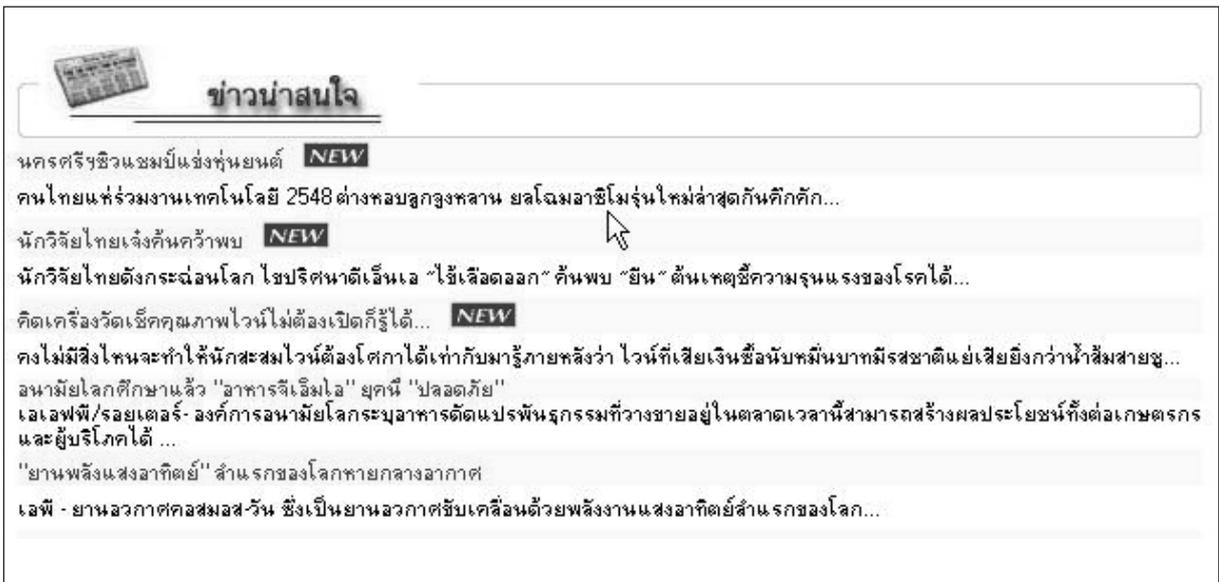 ข่าวน่าสนใจ
นครศรีฯซิวแชมป์แข่งหุ่นยนต์ NEW
คนไทยแห่ร่วมงานเทคโนโลยี 2548 ต่างหอบลูกจูงหลาน ยลโฉมอาซิโมรุ่นใหม่ล่าสุดกันคึกคัก...
นักวิจัยไทยเจ๋งค้นคว้าพบ NEW
นักวิจัยไทยดังกระฉ่อนโลก ไขปริศนาดีเอ็นเอ "ไข้เลือดออก" ค้นพบ "ยีน" ต้นเหตุชี้ความรุนแรงของโรคได้...
คิดเครื่องวัดเช็คคุณภาพไวน์ไม่ต้องเปิดก็รู้ได้... NEW
คงไม่มีสิ่งไหนจะทำให้นักสะสมไวน์ต้องโศกาได้เท่ากับมารู้ภายหลังว่า ไวน์ที่เสียเงินซื้อนับหมื่นบาทมีรสชาติแย่เสียยิ่งกว่าน้ำส้มสายชู...
อนามัยโลกศึกษาแล้ว "อาหารจีเอ็มโอ" ยุคนี้ "ปลอดภัย"
เอเอฟพี/รอยเตอร์- องค์การอนามัยโลกระบุอาหารดัดแปรพันธุกรรมที่วางขายอยู่ในตลาดเวลานี้สามารถสร้างผลประโยชน์ทั้งต่อเกษตรกร
และผู้บริโภคได้ ...
"ยานพลังแสงอาทิตย์" ลำแรกของโลกหายกลางอากาศ
เอพี - ยานอวกาศคอสมอส-วัน ซึ่งเป็นยานอวกาศขับเคลื่อนด้วยพลังงานแสงอาทิตย์ลำแรกของโลก...